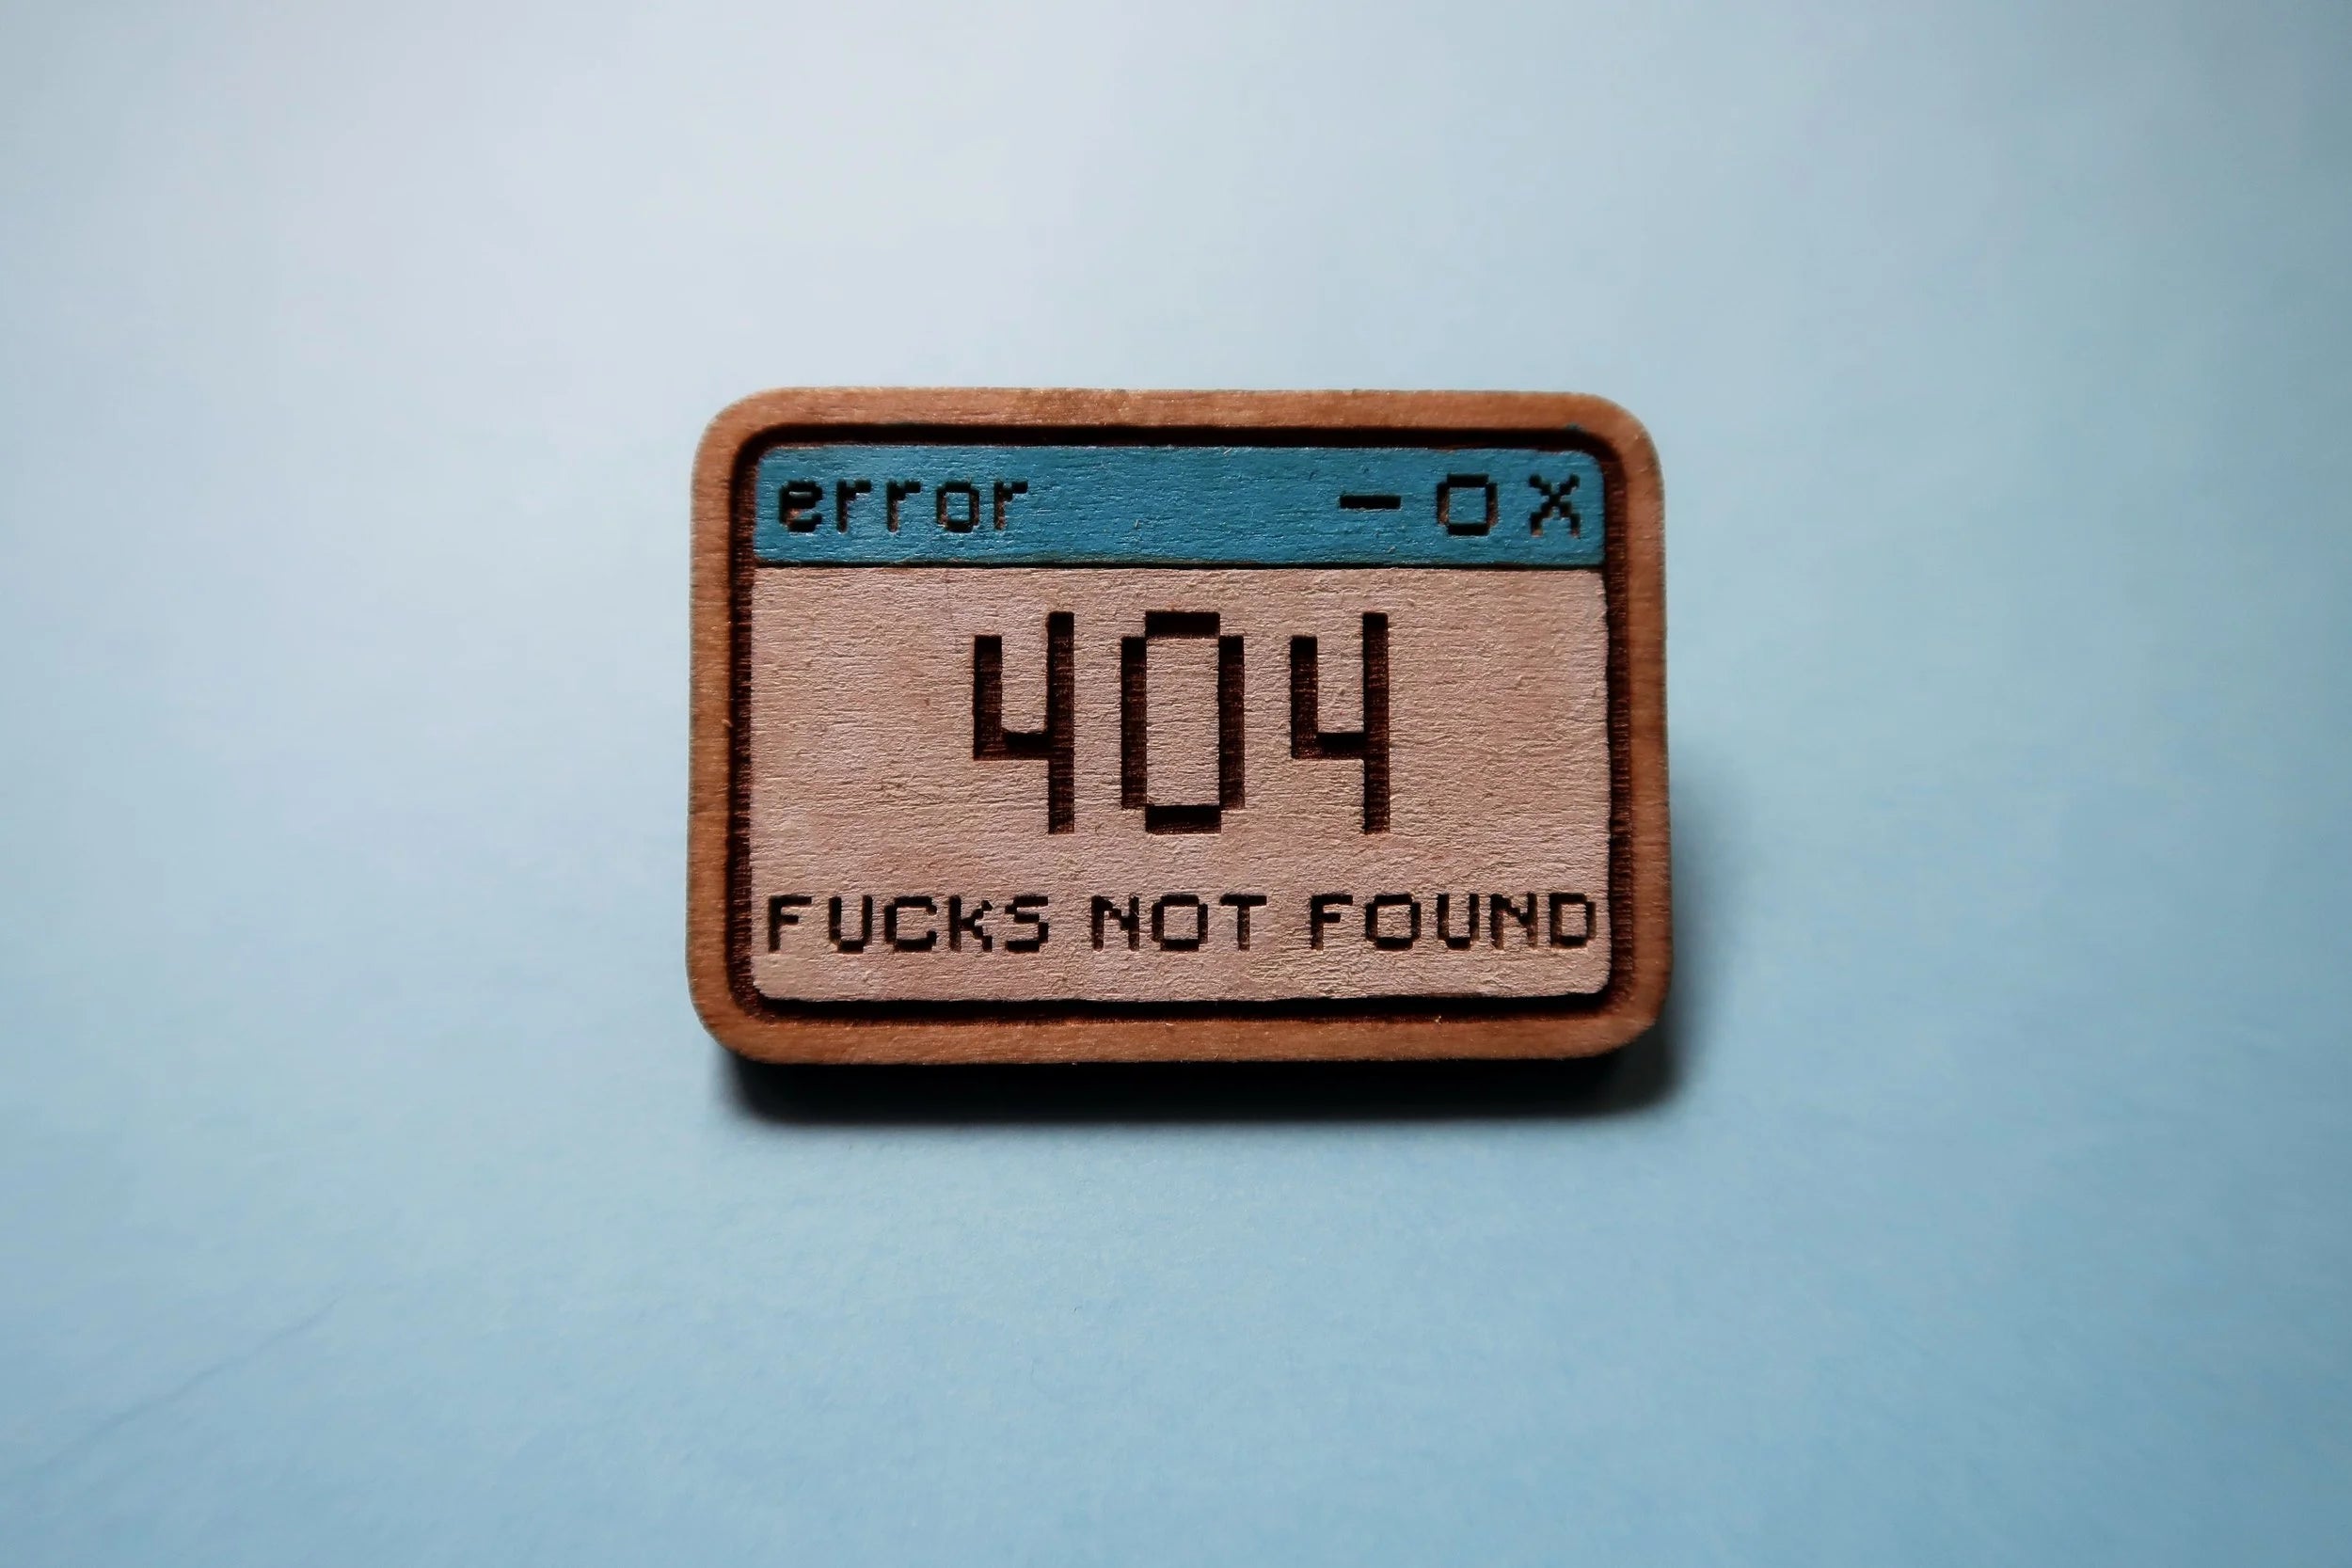 error - O X
404
FUCKS NOT FOUND